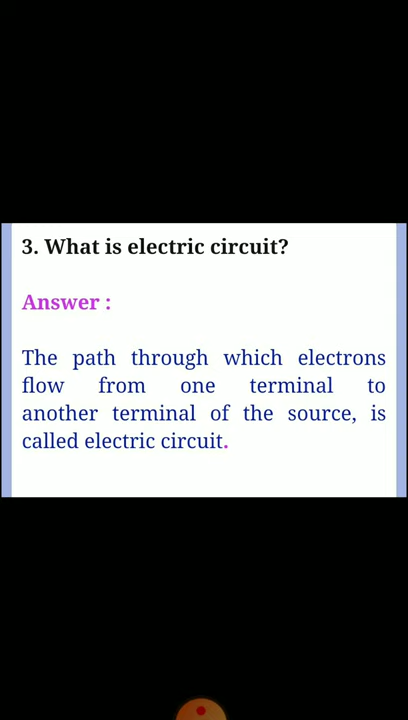 3. What is electric circuit?
Answer :
The path through which electrons
flow from one terminal to
another terminal of the source, is
called electric circuit.